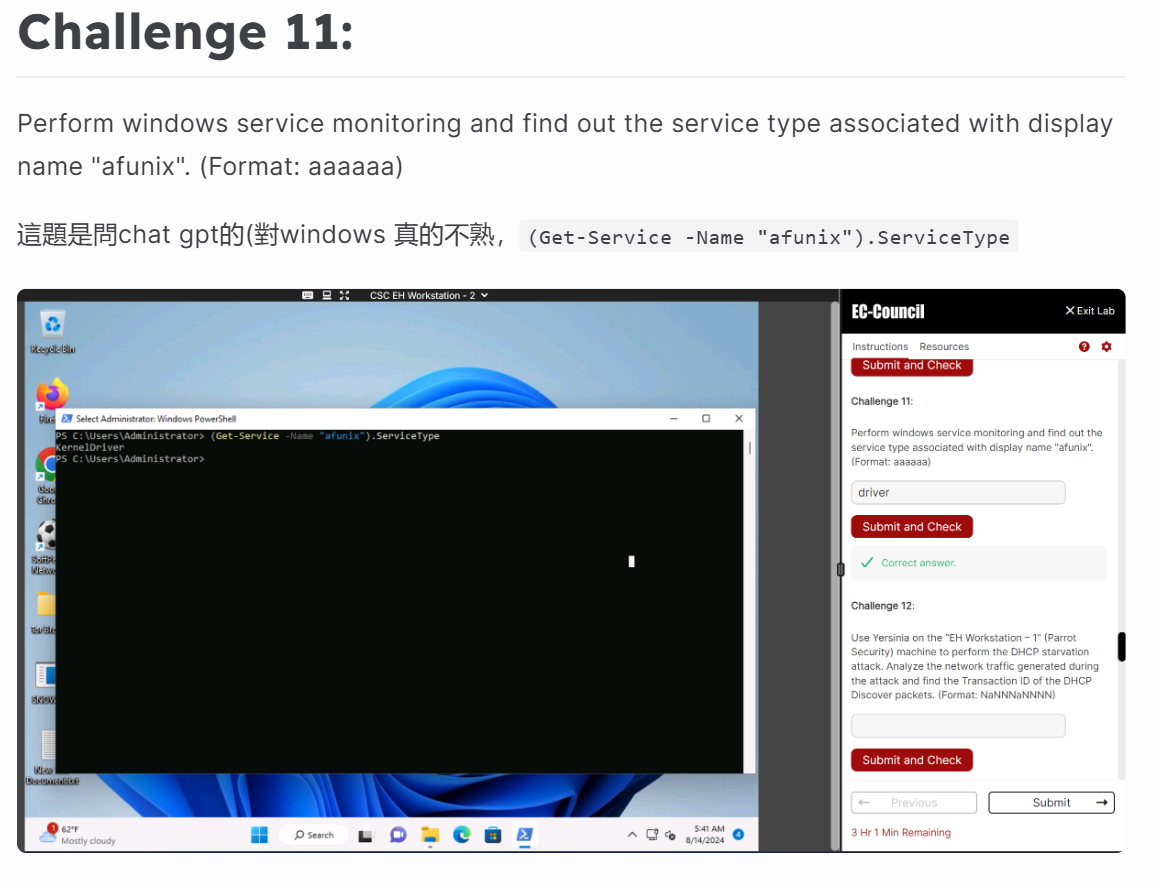 Challenge 11:
Perform windows service monitoring and find out the service type associated with display
name "afunix". (Format: aaaaaa)
這題是問chat gpt的(對windows 真的不熟，(Get-Service -Name "afunix").ServiceType
CSC EH Workstation - 2
Recycle Bin
Select Administrator: Windows PowerShell
PS C:\Users\Administrator> (Get-Service -Name "afunix").ServiceType
KernelDriver
PS C:\Users\Administrator>
Tor Br
New
Document.txt
62°F
Mostly cloudy
1
Search
5:41 AM
8/14/2024
4
EC-Council
Exit Lab
Instructions Resources
Submit and Check
Challenge 11:
Perform windows service monitoring and find out the
service type associated with display name "afunix".
(Format: aaaaaa)
driver
Submit and Check
Correct answer.
Challenge 12:
Use Yersinia on the “EH Workstation – 1” (Parrot
Security) machine to perform the DHCP starvation
attack. Analyze the network traffic generated during
the attack and find the Transaction ID of the DHCP
Discover packets. (Format: NaNNNaNNNN)
Submit and Check
Previous
Submit
3 Hr 1 Min Remaining